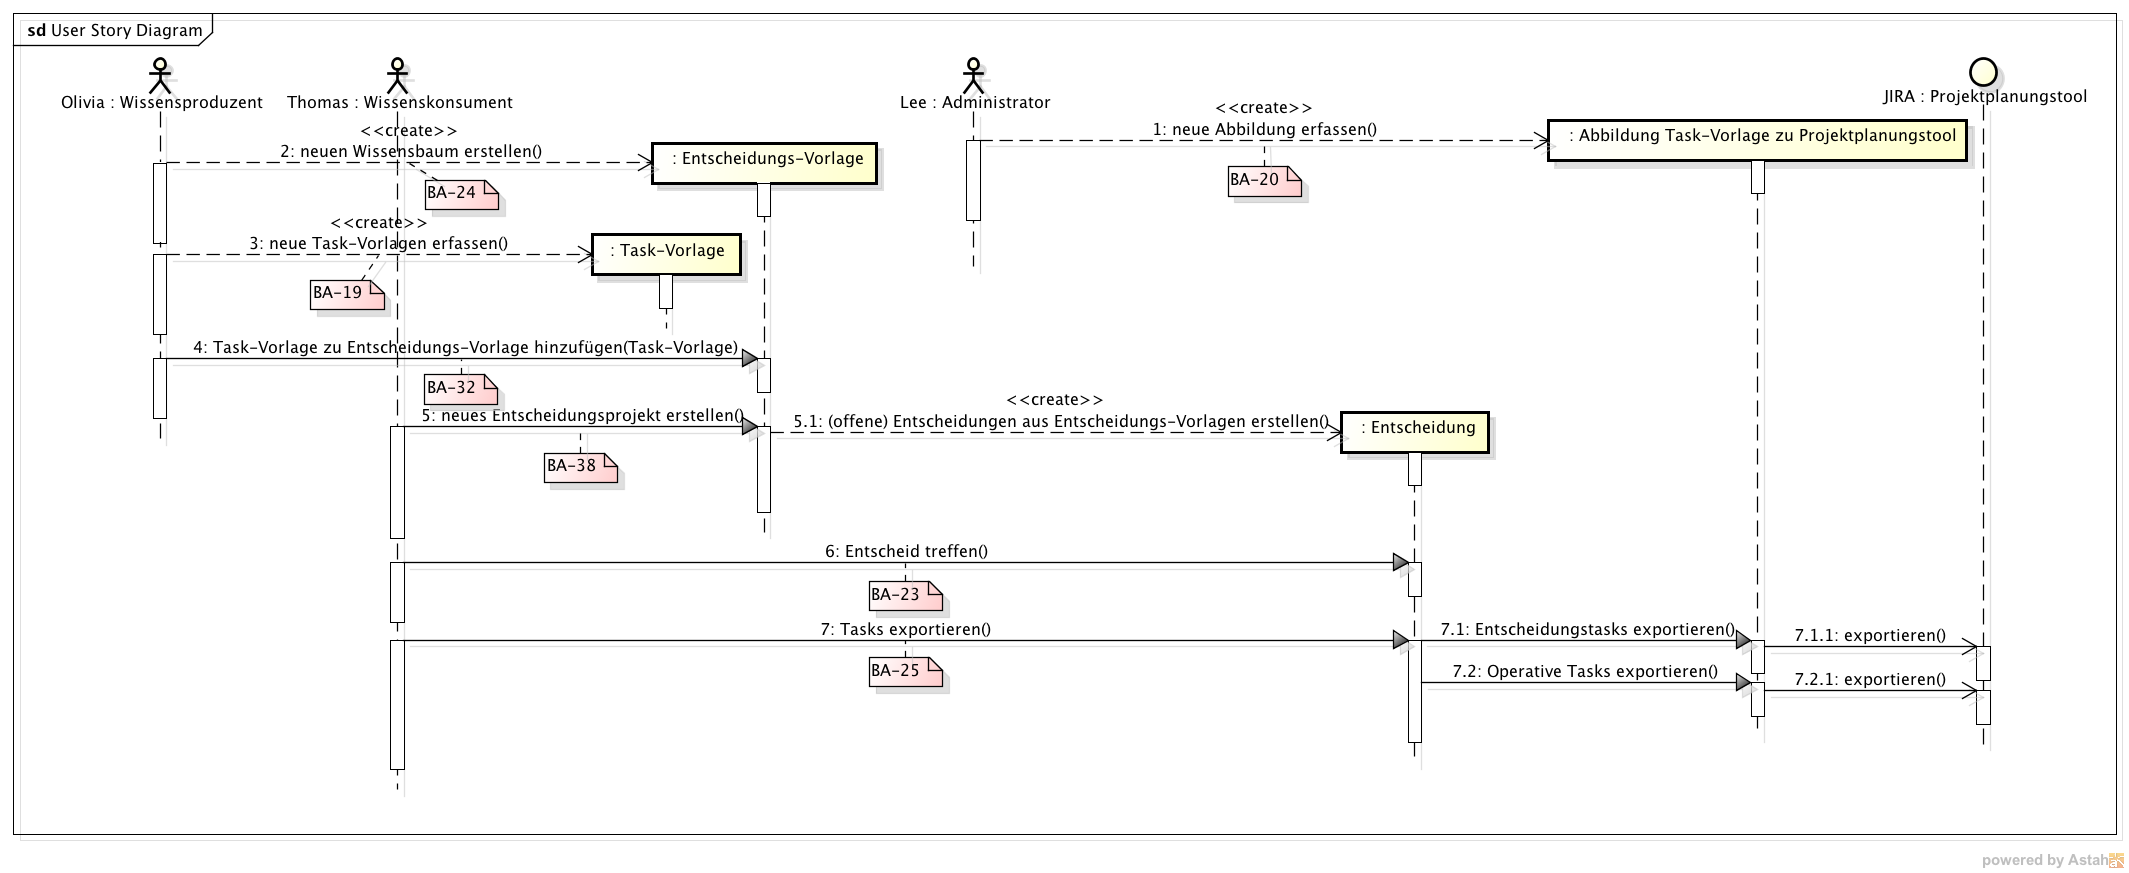 sd User Story Diagram
Olivia : Wissensproduzent
Thomas : Wissenskonsument
Lee : Administrator
JIRA : Projektplanungstool
<<create>>
1: neue Abbildung erfassen()
: Abbildung Task-Vorlage zu Projektplanungstool
BA-20
<<create>>
2: neuen Wissensbaum erstellen()
: Entscheidungs-Vorlage
BA-24
<<create>>
3: neue Task-Vorlagen erfassen()
: Task-Vorlage
BA-19
4: Task-Vorlage zu Entscheidungs-Vorlage hinzufügen(Task-Vorlage)
BA-32
5: neues Entscheidungsprojekt erstellen()
<<create>>
5.1: (offene) Entscheidungen aus Entscheidungs-Vorlagen erstellen()
: Entscheidung
BA-38
6: Entscheid treffen()
BA-23
7: Tasks exportieren()
7.1: Entscheidungstasks exportieren()
7.1.1: exportieren()
BA-25
7.2: Operative Tasks exportieren()
7.2.1: exportieren()
powered by Astah